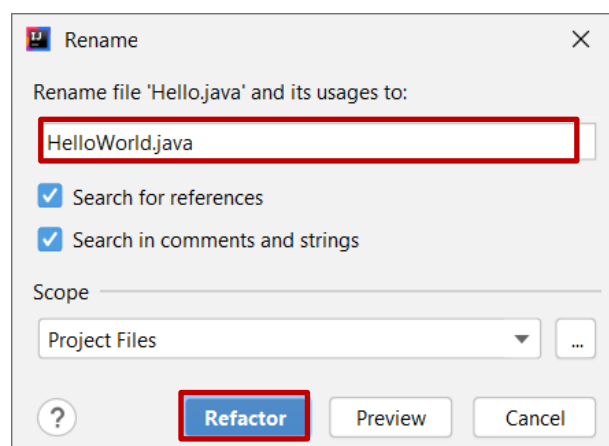 IJ
Rename
Rename file 'Hello.java' and its usages to:
HelloWorld.java
Search for references
Search in comments and strings
Scope
Project Files
...
? Refactor Preview Cancel